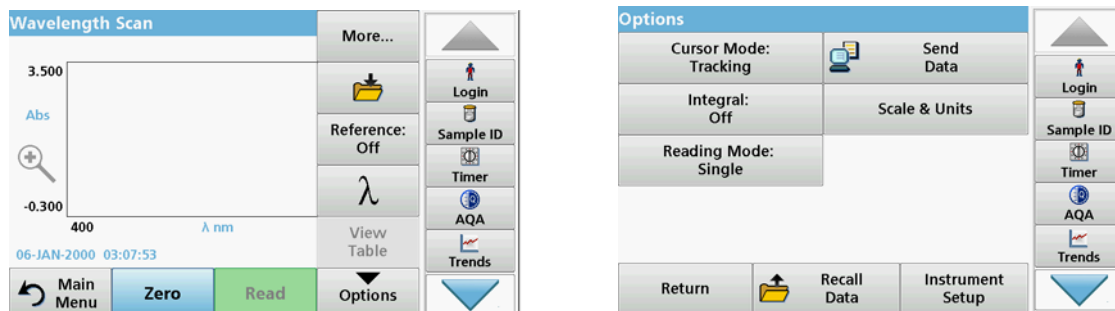 Wavelength Scan
More...
3.500
Abs
-0.300
400
λ nm
06-JAN-2000 03:07:53
Reference:
Off
λ
View
Table
Main
Menu
Zero
Read
Options
Login
Sample ID
Timer
AQA
Trends
Options
Cursor Mode:
Tracking
Send
Data
Integral:
Off
Scale & Units
Reading Mode:
Single
Return
Recall
Data
Instrument
Setup
Login
Sample ID
Timer
AQA
Trends